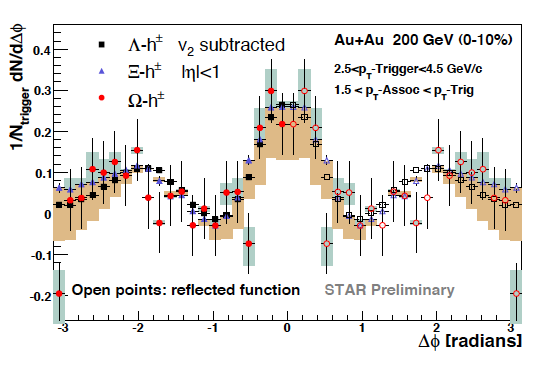 Λ-h± v2 subtracted
Ξ-h± |η|<1
Ω-h±
Au+Au 200 GeV (0-10%)
2.5<pT-Trigger<4.5 GeV/c
1.5 < pT-Assoc < pT-Trig
1/Ntrigger dN/dΔϕ
0.4
0.3
0.2
0.1
0
-0.1
-0.2
Open points: reflected function
STAR Preliminary
-3 -2 -1 0 1 2 3
Δϕ [radians]